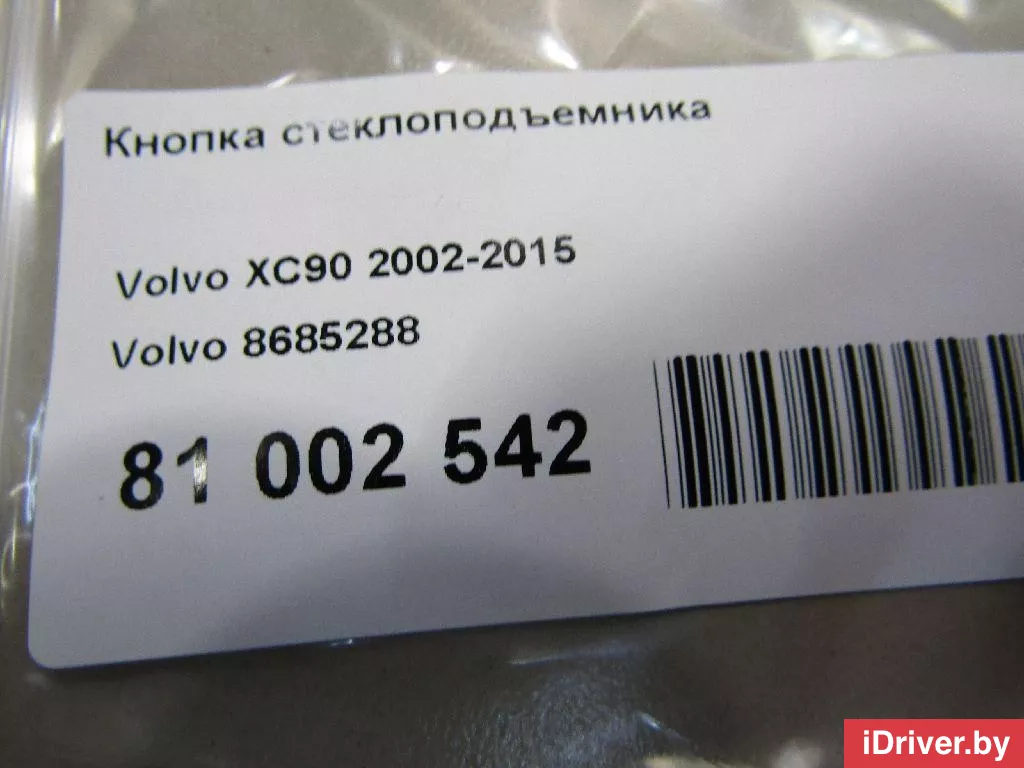 Кнопка стеклоподъемника
Volvo XC90 2002-2015
Volvo 8685288
81 002 542
iDriver.by